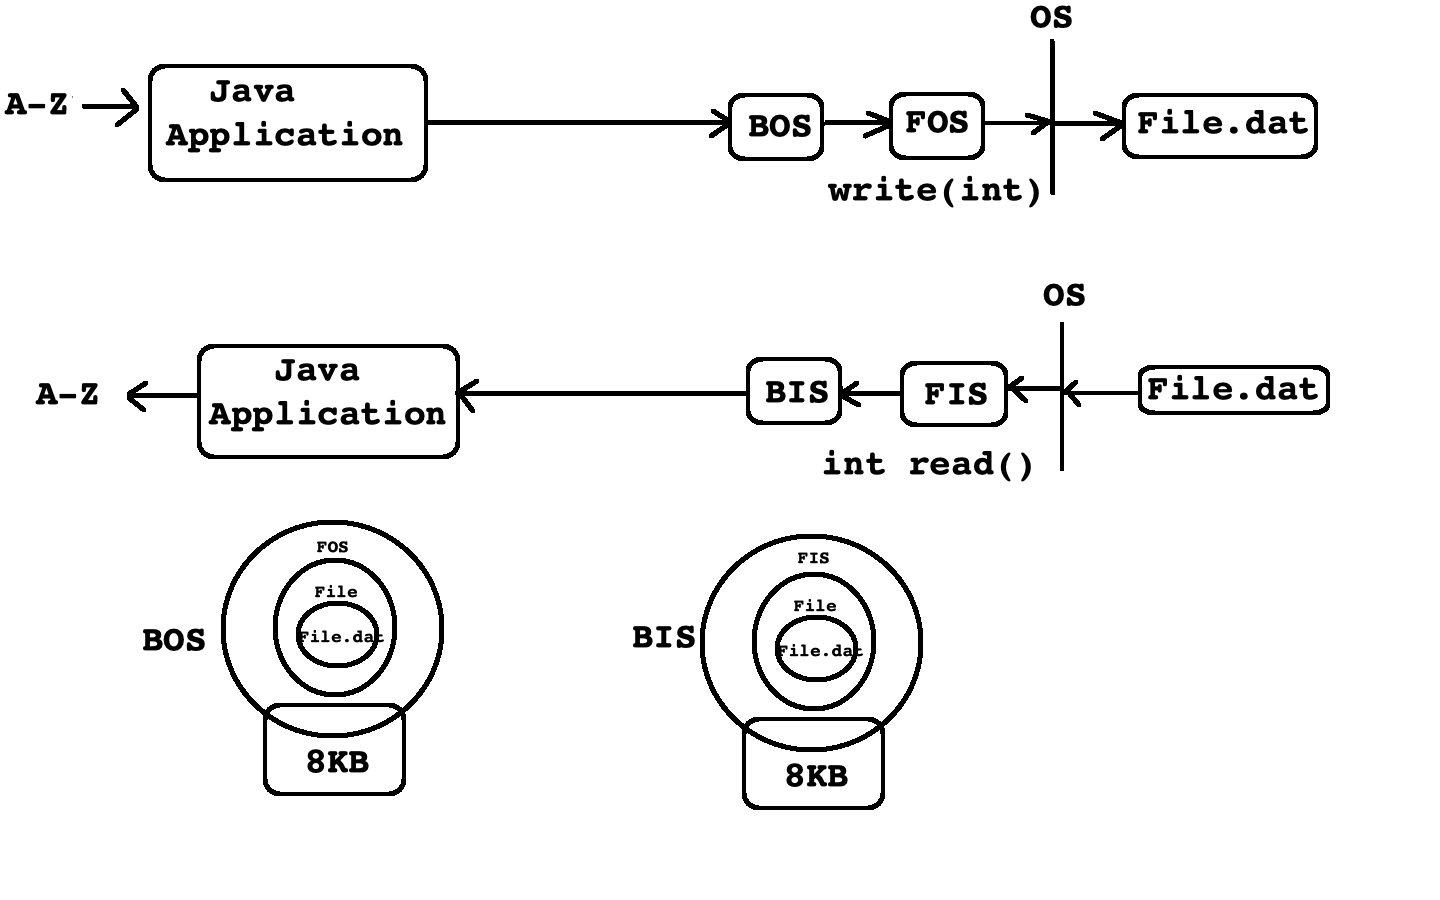 OS
A-Z
Java
Application
BOS
FOS
File.dat
write(int)
OS
A-Z
Java
Application
BIS
FIS
File.dat
int read()
FOS
File
File.dat
BOS
8KB
FIS
File
File.dat
BIS
8KB